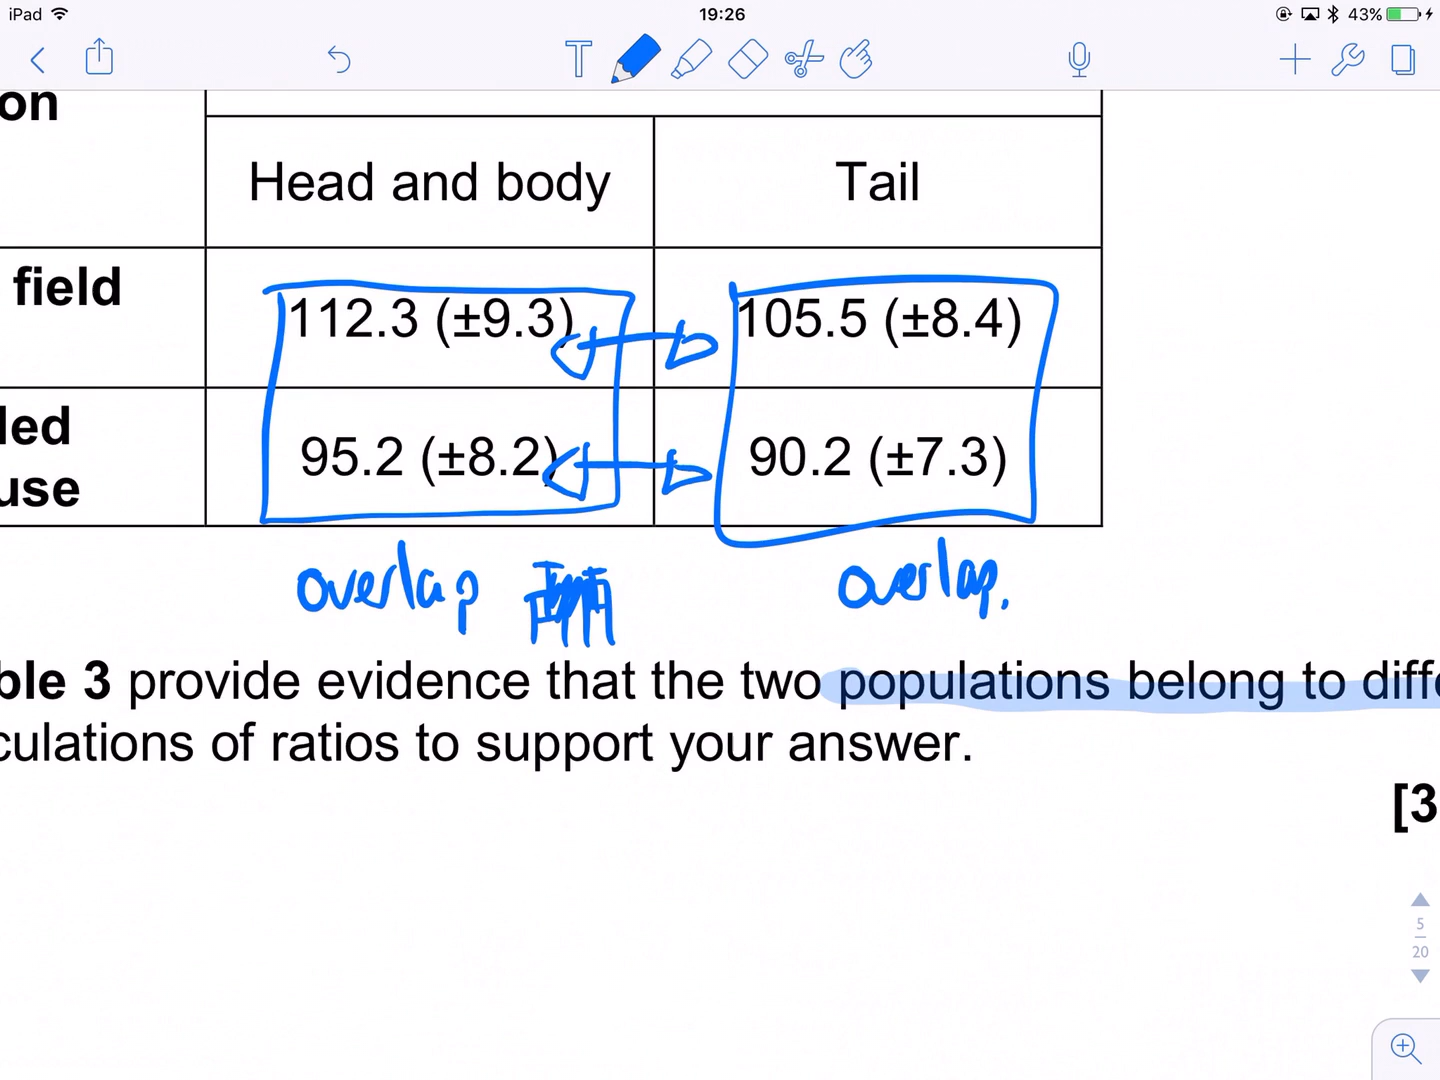 iPad 19:26 43%
T
on
Head and body Tail
field 112.3 (±9.3) 105.5 (±8.4)
led
use 95.2 (±8.2) 90.2 (±7.3)
overlap overlap.
ble 3 provide evidence that the two populations belong to diffe
culations of ratios to support your answer.
[3
5
20